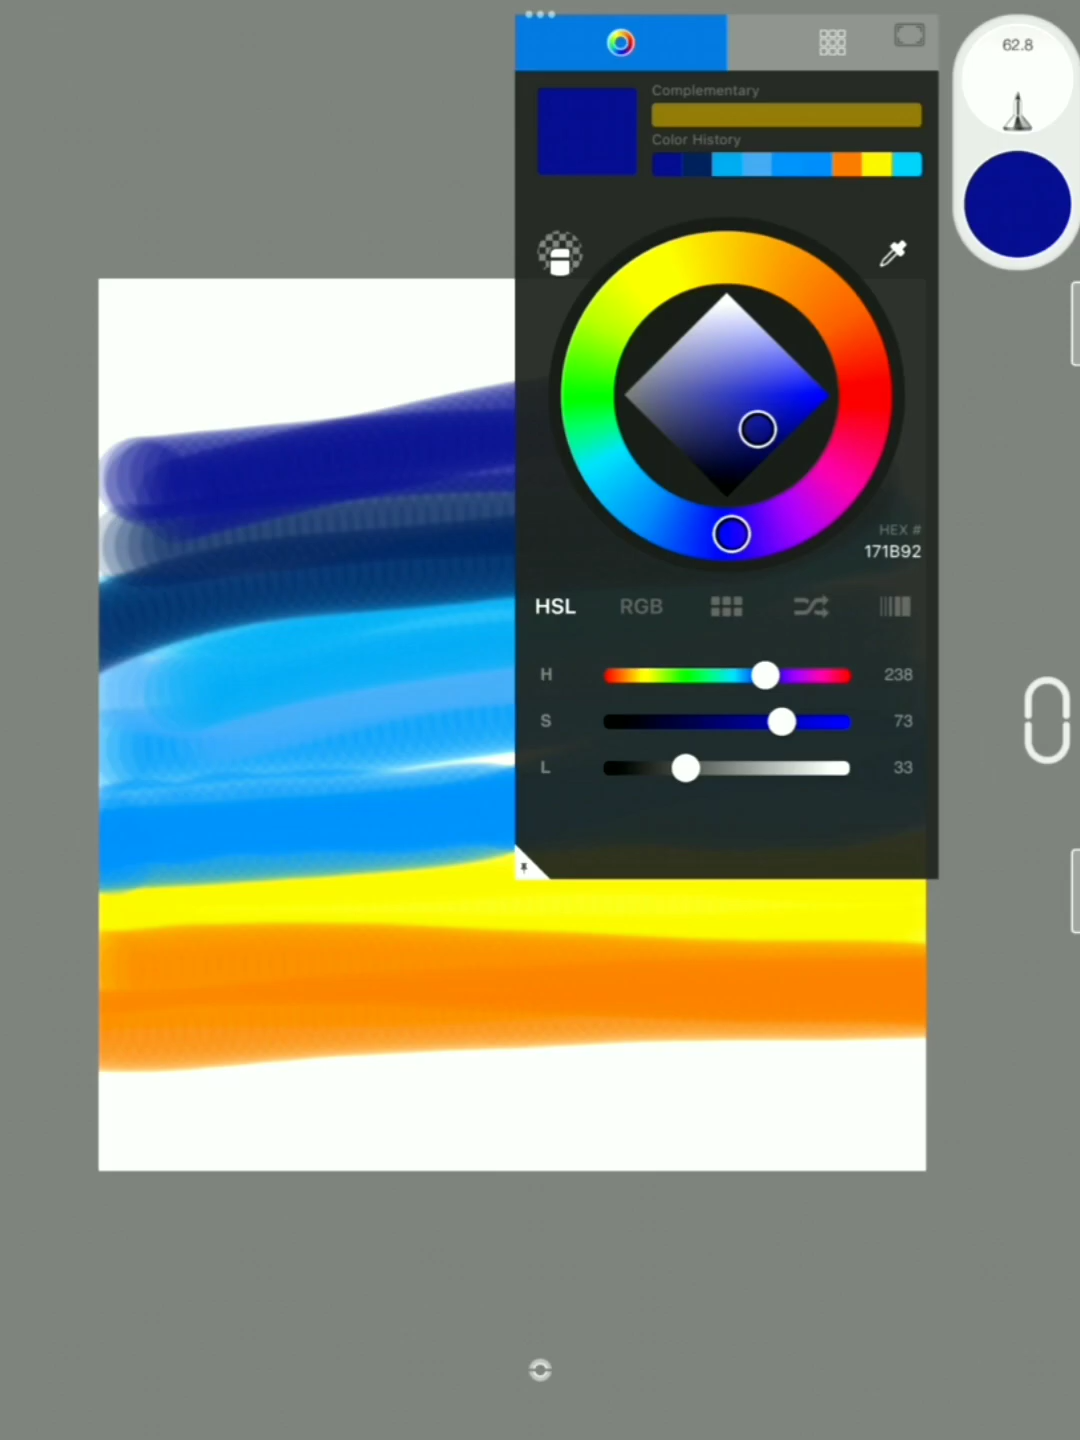 62.8
Complementary
Color History
HEX #
171B92
HSL RGB
H 238
S 73
L 33